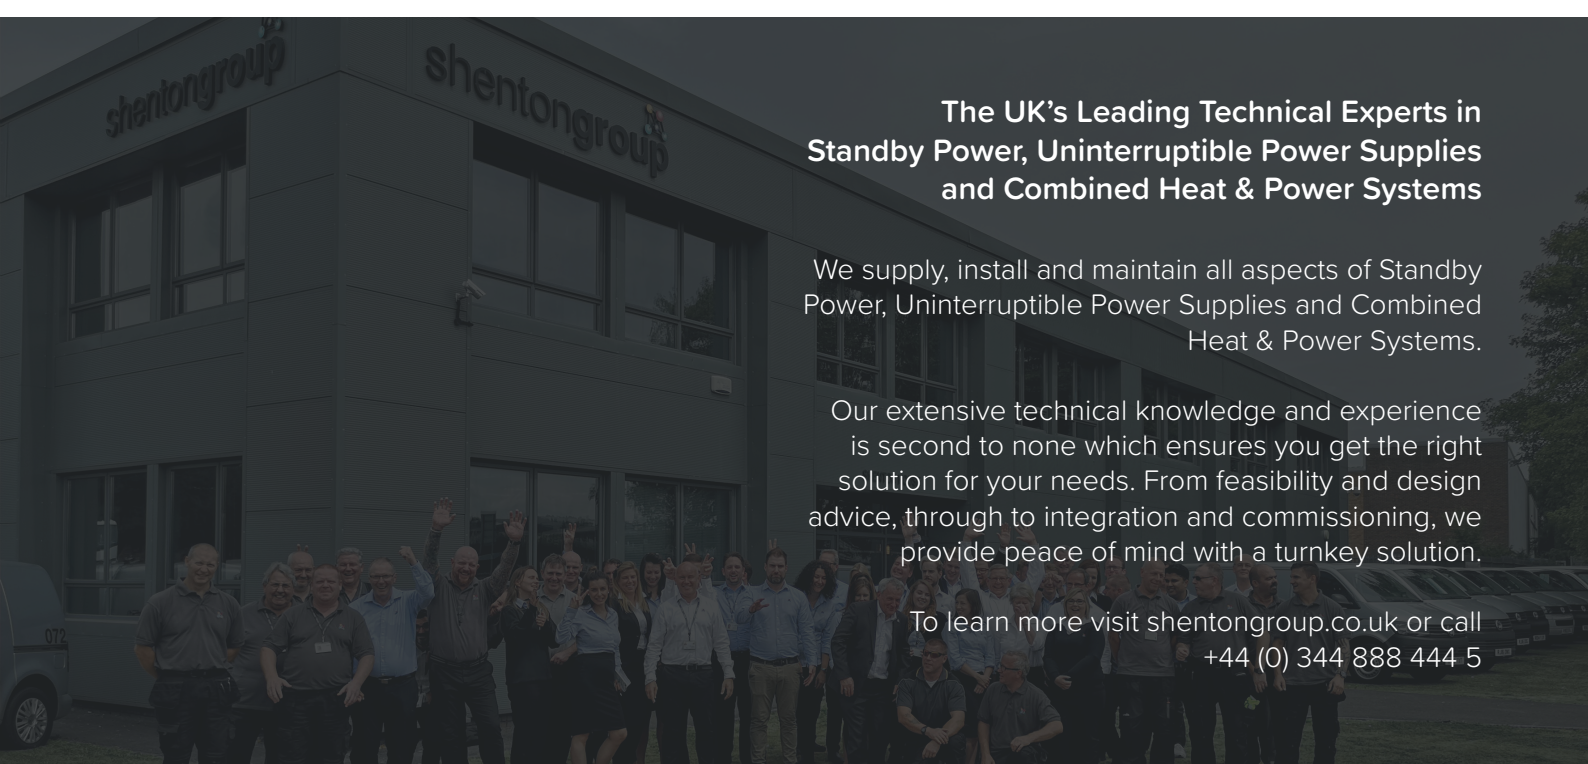 shentongroup
shentongroup
The UK’s Leading Technical Experts in
Standby Power, Uninterruptible Power Supplies
and Combined Heat & Power Systems
We supply, install and maintain all aspects of Standby
Power, Uninterruptible Power Supplies and Combined
Heat & Power Systems.
Our extensive technical knowledge and experience
is second to none which ensures you get the right
solution for your needs. From feasibility and design
advice, through to integration and commissioning, we
provide peace of mind with a turnkey solution.
To learn more visit shentongroup.co.uk or call
+44 (0) 344 888 444 5
072